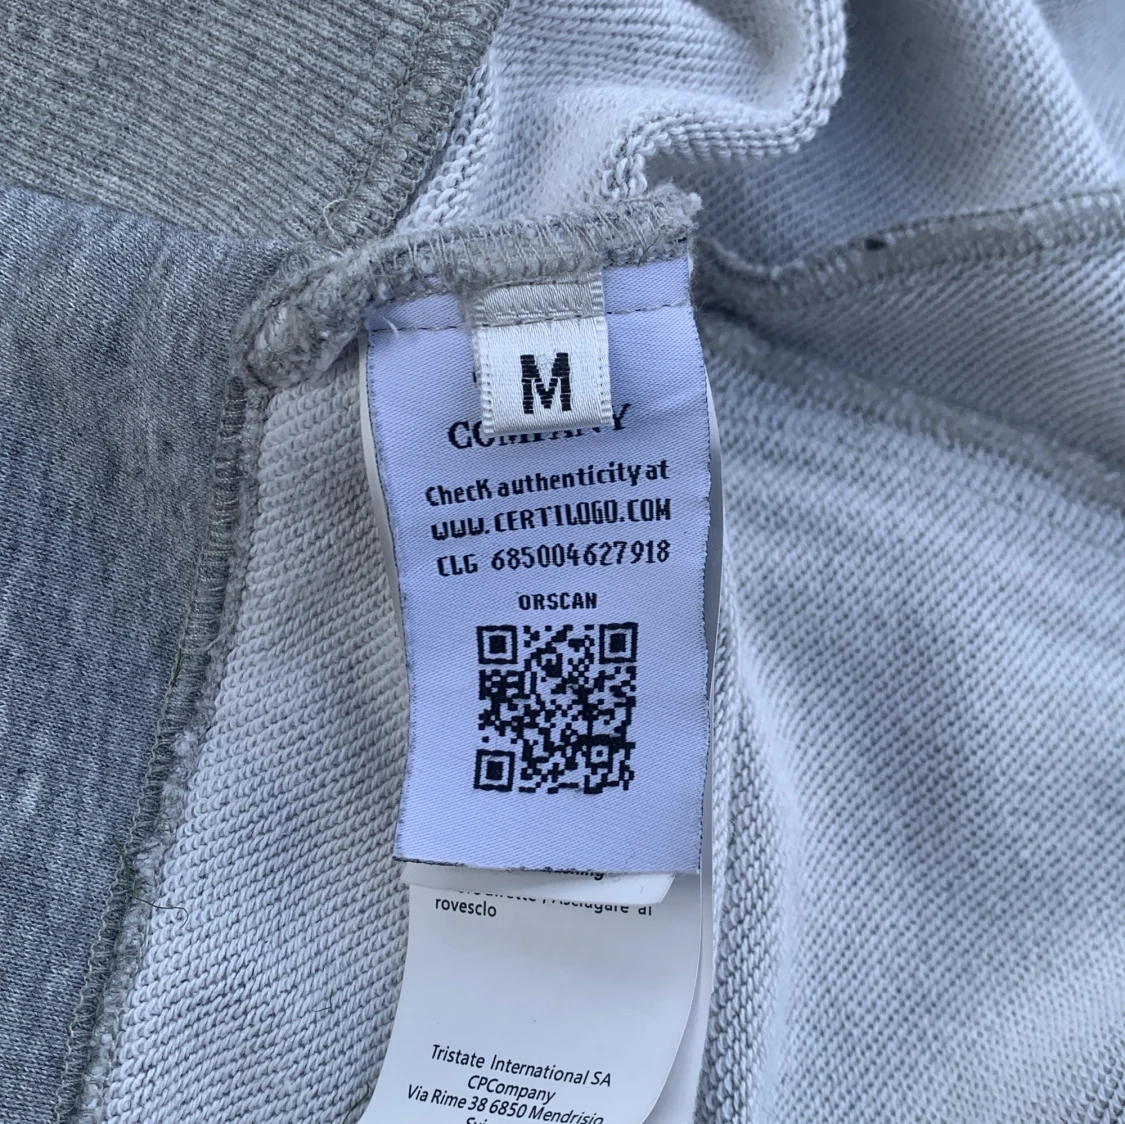 M
COMPANY
ChecK authenticity at
WWW.CERTILOGO.COM
CLG 685004627918
ORSCAN
rovesclo
Tristate International SA
CPCompany
Via Rime 38 6850 Mendrisio